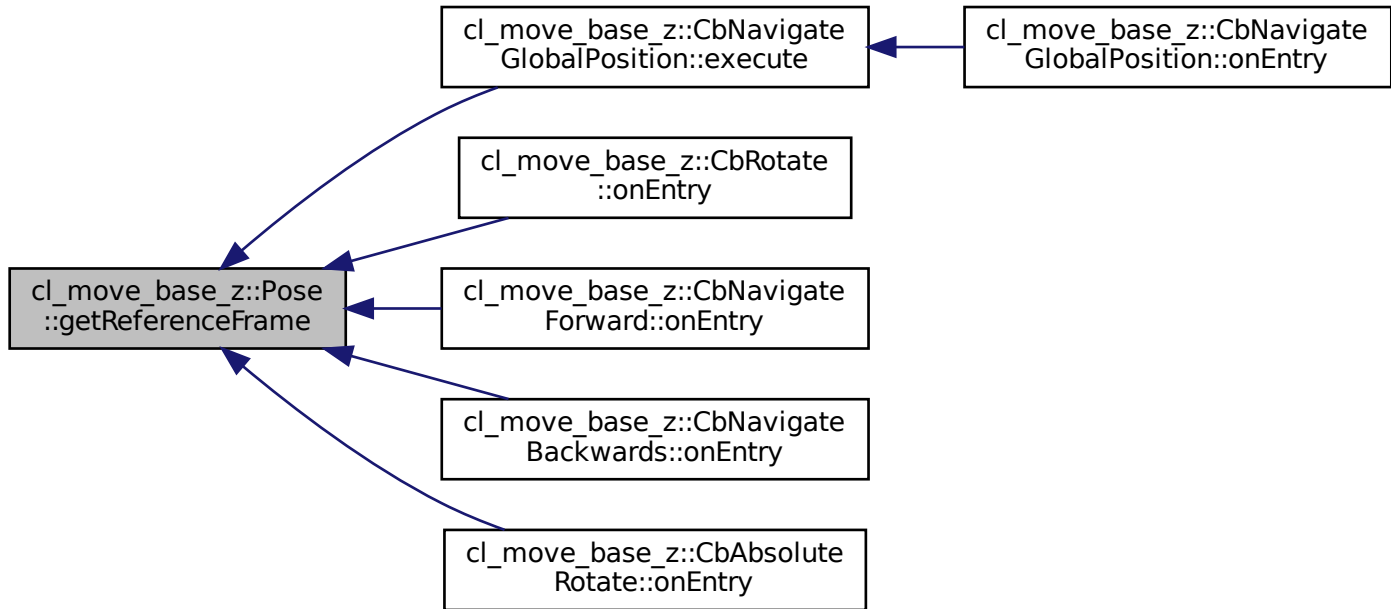 cl_move_base_z::CbNavigate
GlobalPosition::execute
cl_move_base_z::CbNavigate
GlobalPosition::onEntry
cl_move_base_z::CbRotate
::onEntry
cl_move_base_z::Pose
::getReferenceFrame
cl_move_base_z::CbNavigate
Forward::onEntry
cl_move_base_z::CbNavigate
Backwards::onEntry
cl_move_base_z::CbAbsolute
Rotate::onEntry